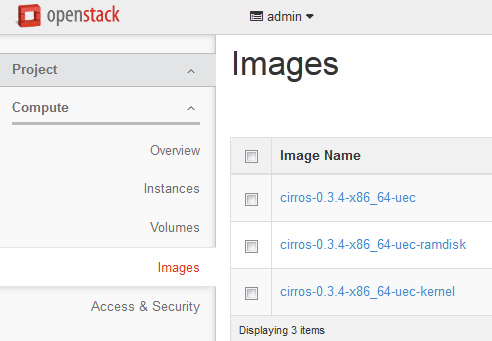 openstack
admin
Project
Compute
Overview
Instances
Volumes
Images
Access & Security
Images
Image Name
cirros-0.3.4-x86_64-uec
cirros-0.3.4-x86_64-uec-ramdisk
cirros-0.3.4-x86_64-uec-kernel
Displaying 3 items